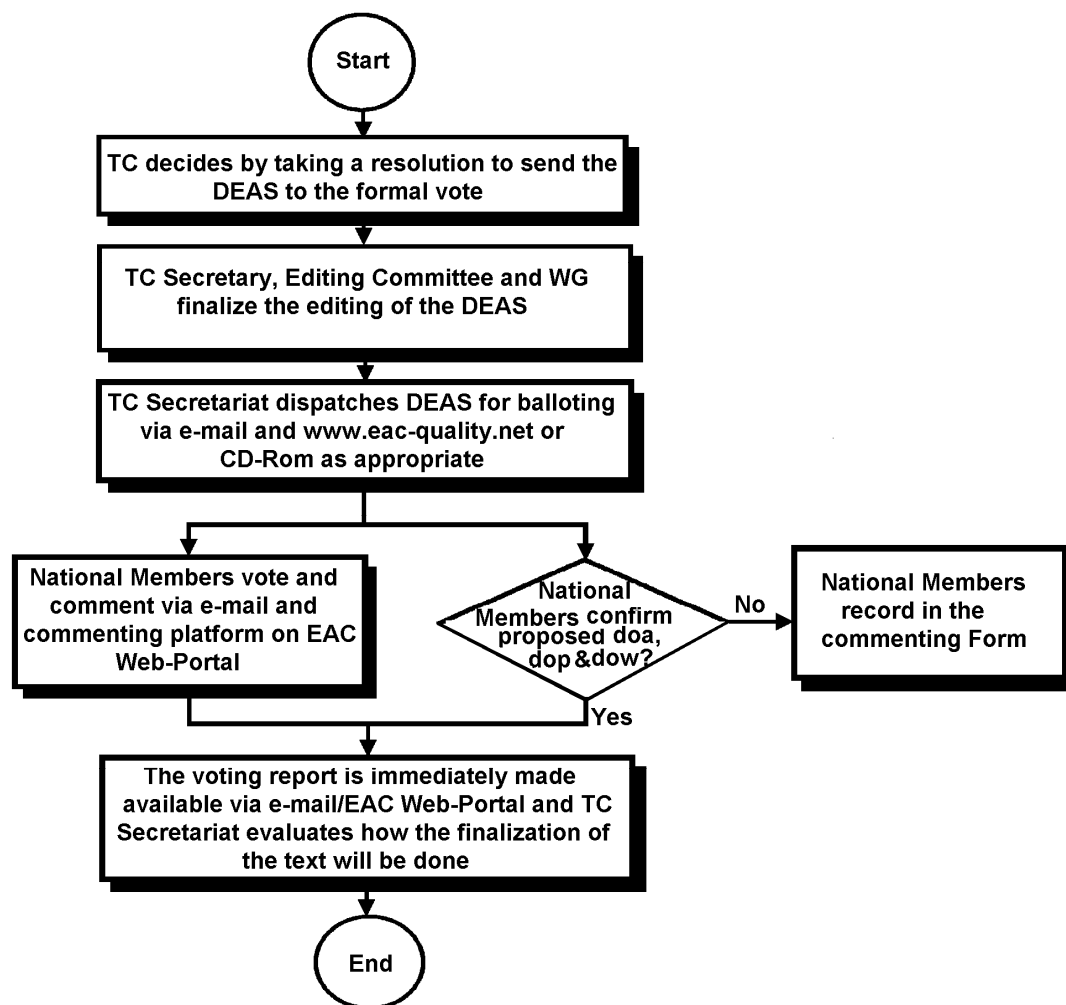 Start
TC decides by taking a resolution to send the
DEAS to the formal vote
TC Secretary, Editing Committee and WG
finalize the editing of the DEAS
TC Secretariat dispatches DEAS for balloting
via e-mail and www.eac-quality.net or
CD-Rom as appropriate
National Members vote and
comment via e-mail and
commenting platform on EAC
Web-Portal
National
Members confirm
proposed doa,
dop &dow?
No
National Members
record in the
commenting Form
Yes
The voting report is immediately made
available via e-mail/EAC Web-Portal and TC
Secretariat evaluates how the finalization of
the text will be done
End